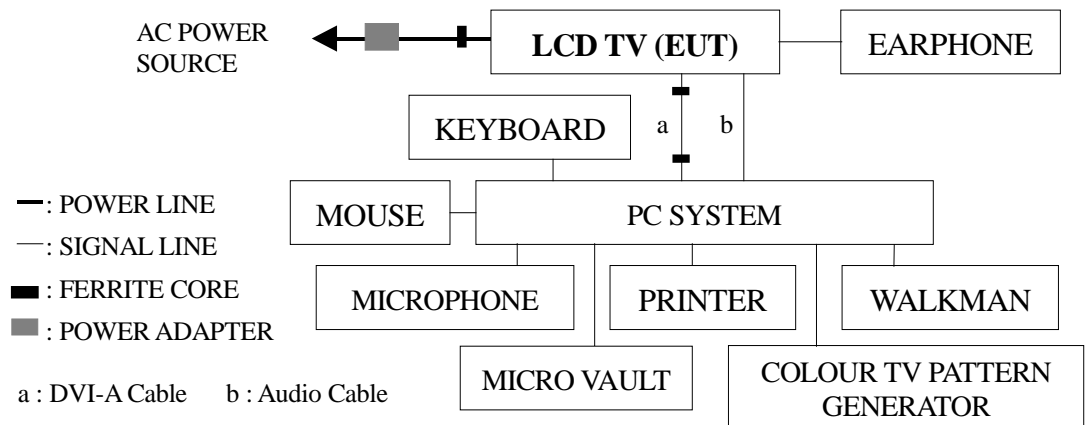 AC POWER
SOURCE
LCD TV (EUT)
EARPHONE
KEYBOARD
a
b
: POWER LINE
: SIGNAL LINE
: FERRITE CORE
: POWER ADAPTER
MOUSE
PC SYSTEM
MICROPHONE
PRINTER
WALKMAN
MICRO VAULT
COLOUR TV PATTERN
GENERATOR
a : DVI-A Cable b : Audio Cable